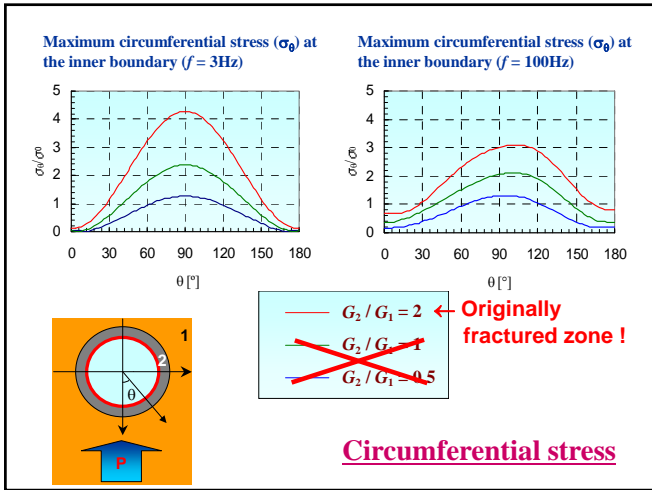 Maximum circumferential stress (σθ) at
the inner boundary (f = 3Hz)
Maximum circumferential stress (σθ) at
the inner boundary (f = 100Hz)
σθ/σ0
5
4
3
2
1
0
0 30 60 90 120 150 180
θ [°]
σθ/σ0
5
4
3
2
1
0
0 30 60 90 120 150 180
θ [°]
G2 / G1 = 2
G2 / G1 = 1
G2 / G1 = 0.5
← Originally
fractured zone !
1
2
θ
P
Circumferential stress